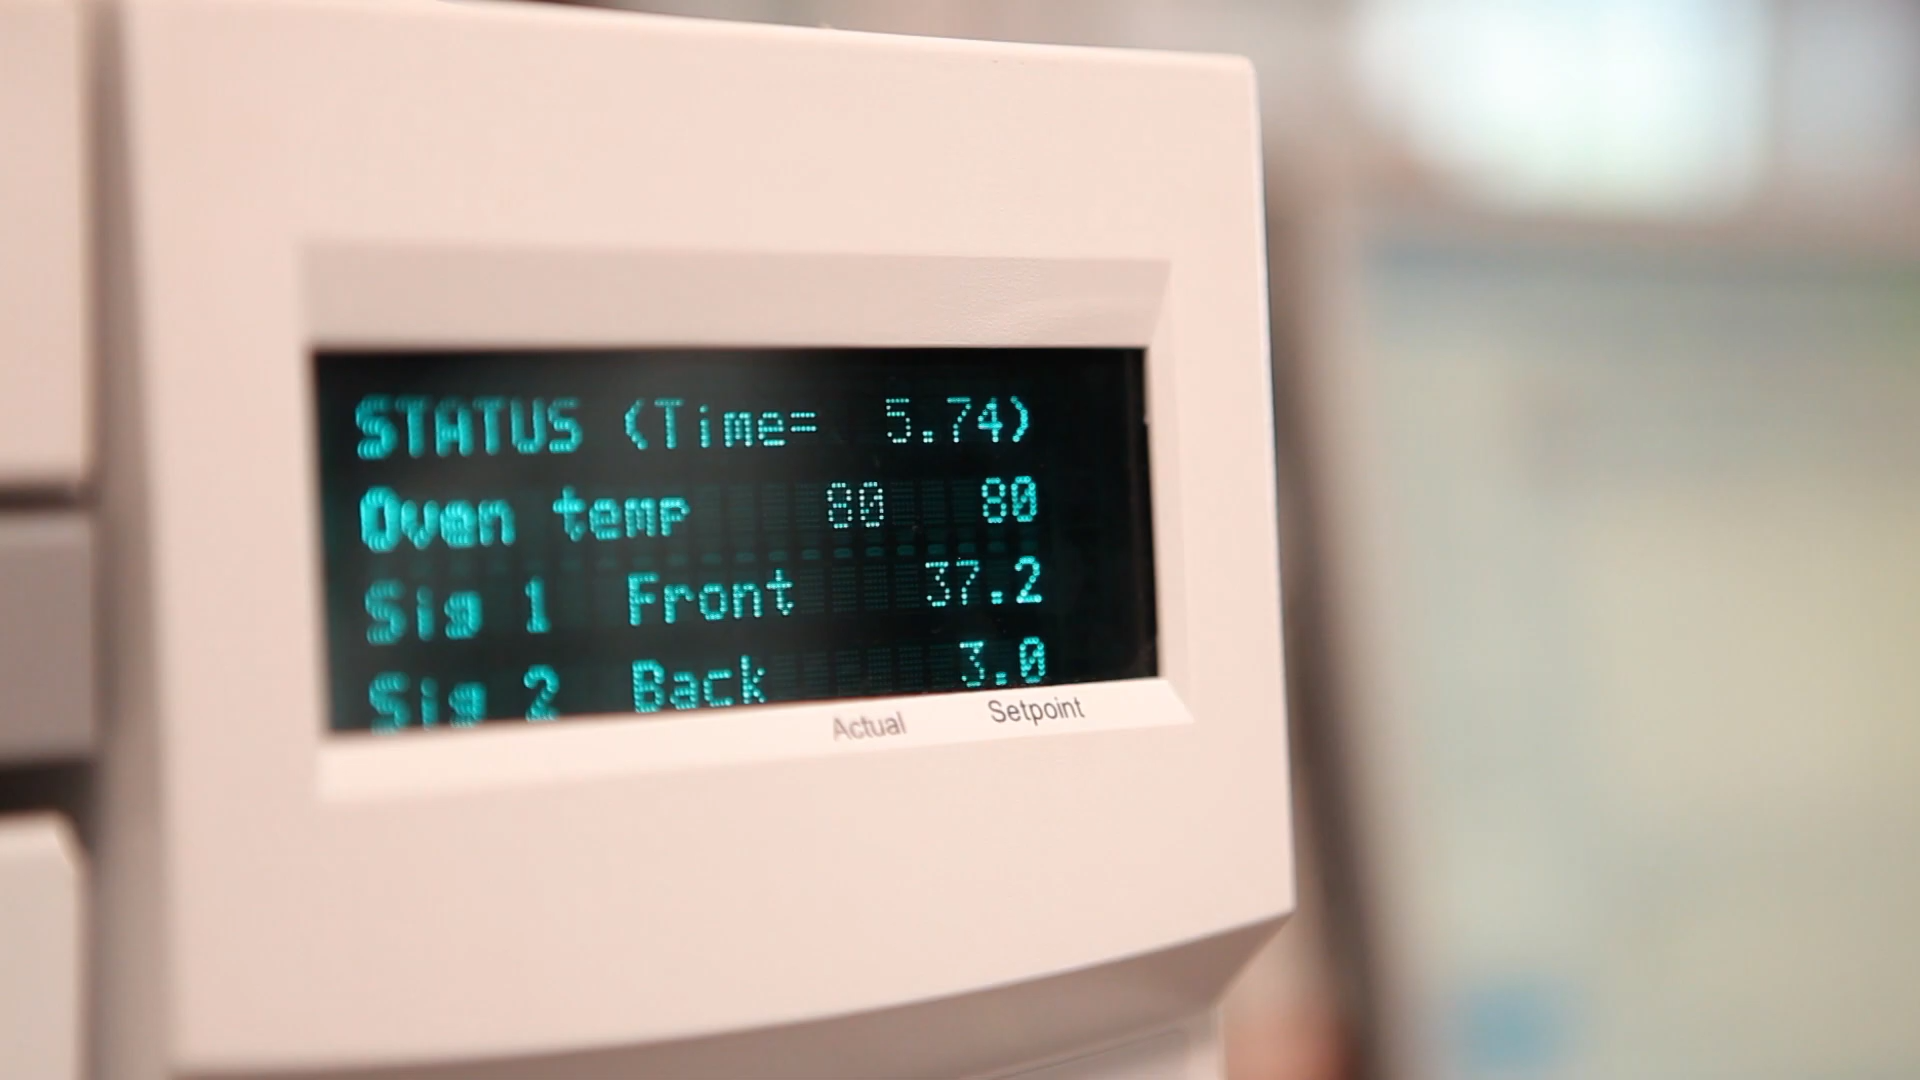 STATUS (Time= 5.74)
Oven temp 80 80
Sig 1 Front 37.2
Sig 2 Back 3.0
Actual Setpoint